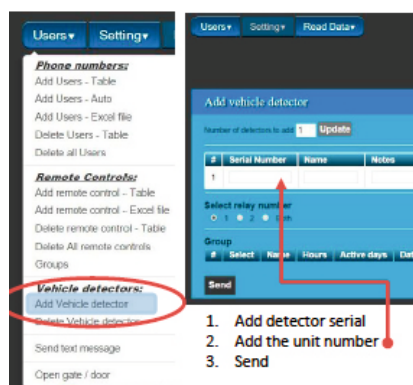 Users▾ Setting▾
Phone numbers:
Add Users - Table
Add Users - Auto
Add Users - Excel file
Delete Users - Table
Delete all Users
Remote Controls:
Add remote control - Table
Add remote control - Excel file
Delete remote control - Table
Delete All remote controls
Groups
Vehicle detectors:
Add Vehicle detector
Delete Vehicle detector
Send text message
Open gate / door
Users▾ Setting▾ Read Data▾
Add vehicle detector
Number of detectors to add 1 Update
# Serial Number Name Notes
1
Select relay number
1 2 Both
Group
# Select Name Hours Active days
Send
1. Add detector serial
2. Add the unit number
3. Send